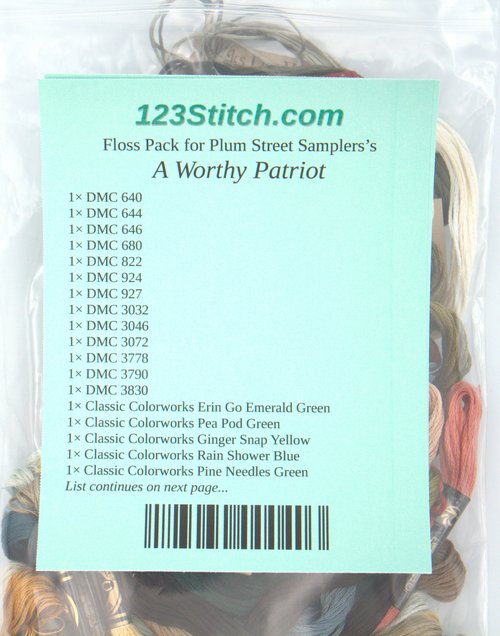 123Stitch.com
Floss Pack for Plum Street Samplers's
A Worthy Patriot
1× DMC 640
1× DMC 644
1× DMC 646
1× DMC 680
1× DMC 822
1× DMC 924
1× DMC 927
1× DMC 3032
1× DMC 3046
1× DMC 3072
1× DMC 3778
1× DMC 3790
1× DMC 3830
1× Classic Colorworks Erin Go Emerald Green
1× Classic Colorworks Pea Pod Green
1× Classic Colorworks Ginger Snap Yellow
1× Classic Colorworks Rain Shower Blue
1× Classic Colorworks Pine Needles Green
List continues on next page...